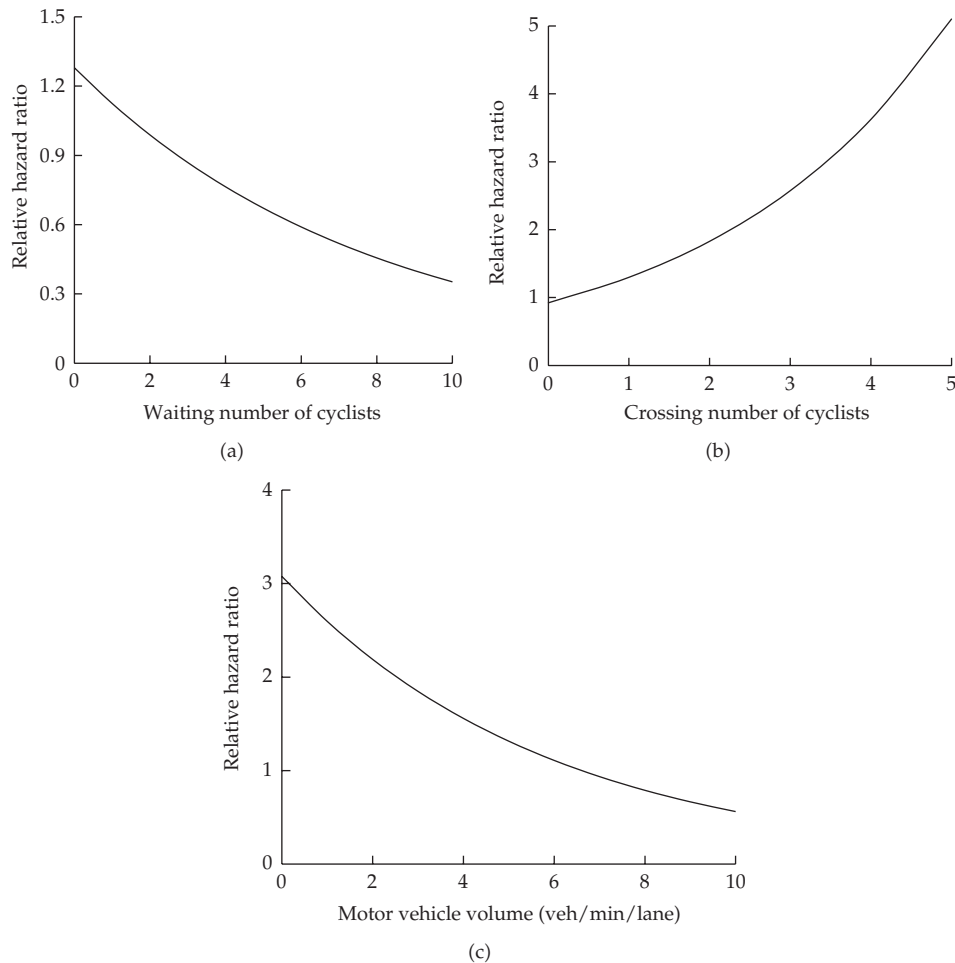 1.5
1.2
0.9
0.6
0.3
0
Relative hazard ratio
0 2 4 6 8 10
Waiting number of cyclists
(a)
5
4
3
2
1
0
Relative hazard ratio
0 1 2 3 4 5
Crossing number of cyclists
(b)
4
3
2
1
0
Relative hazard ratio
0 2 4 6 8 10
Motor vehicle volume (veh/min/lane)
(c)